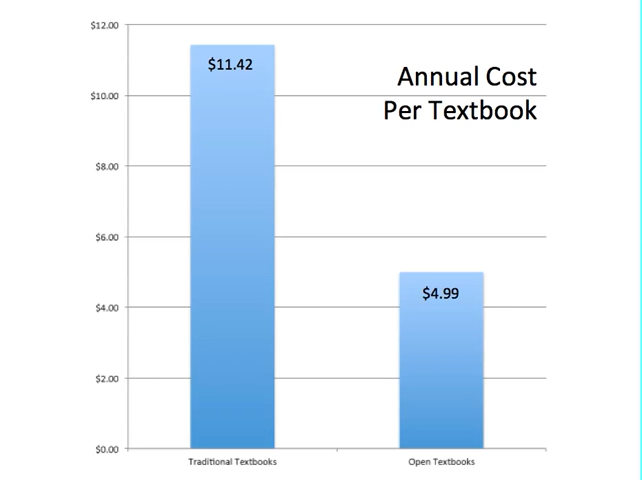 $12.00
$11.42
Annual Cost
$10.00
Per Textbook
$8.00
$6.00
$4.99
$4.00
$2.00
$0.00
Traditional Textbooks
Open Textbooks